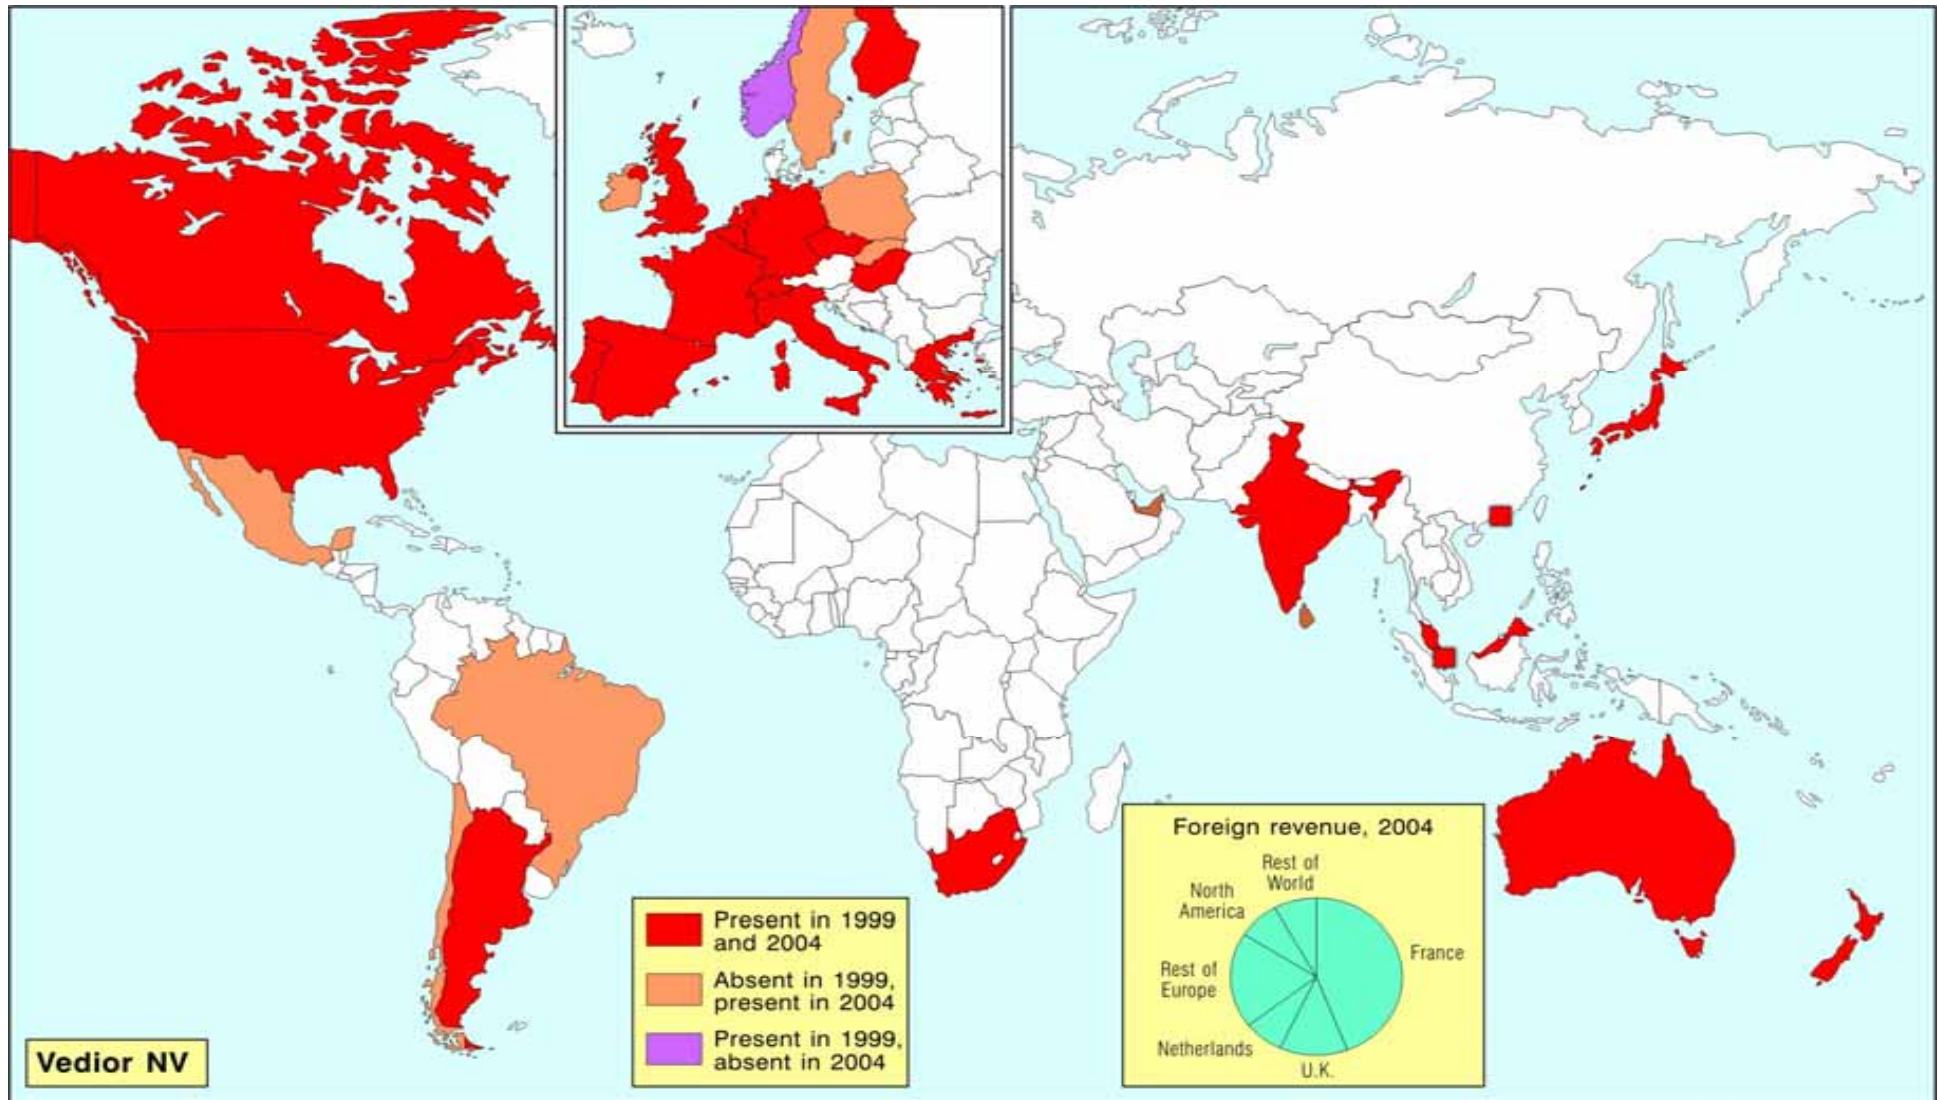 Foreign revenue, 2004
Rest of
World
North
America
France
Rest of
Europe
Netherlands
U.K.
Present in 1999
and 2004
Absent in 1999,
present in 2004
Present in 1999,
absent in 2004
Vedior NV